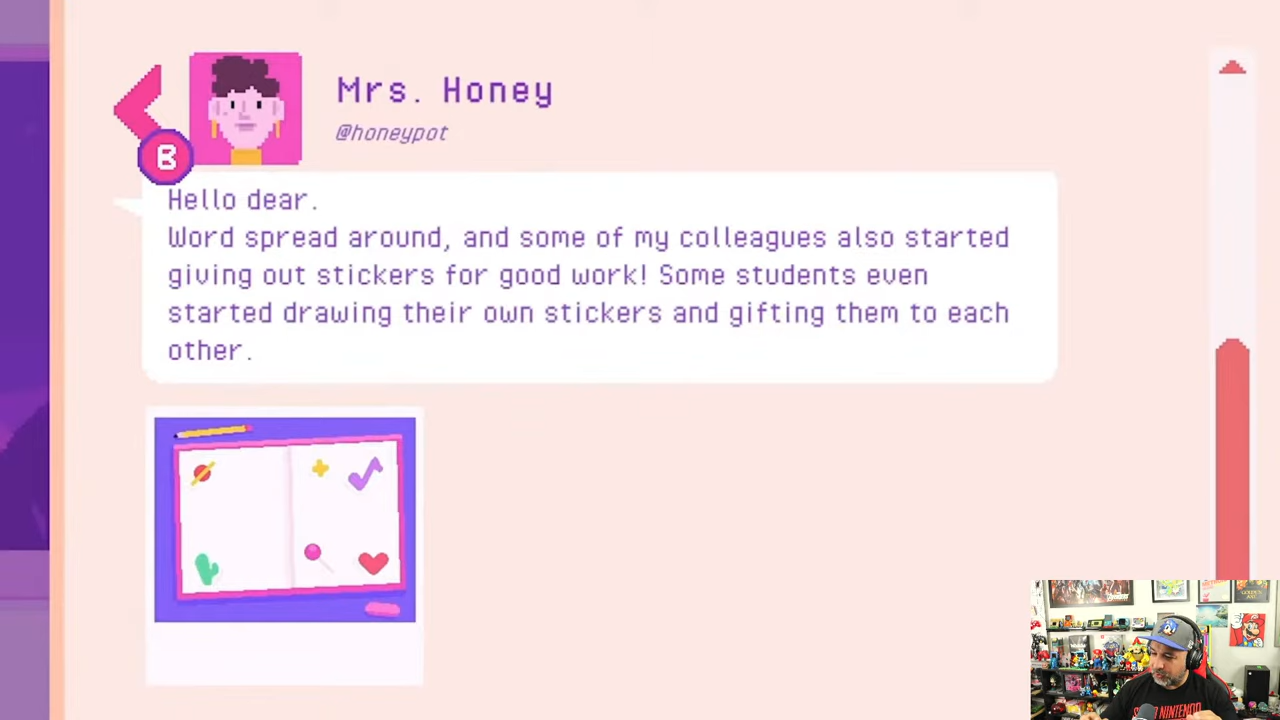 Mrs. Honey
@honeypot
B
Hello dear.
Word spread around, and some of my colleagues also started
giving out stickers for good work! Some students even
started drawing their own stickers and gifting them to each
other.
NINTENDO